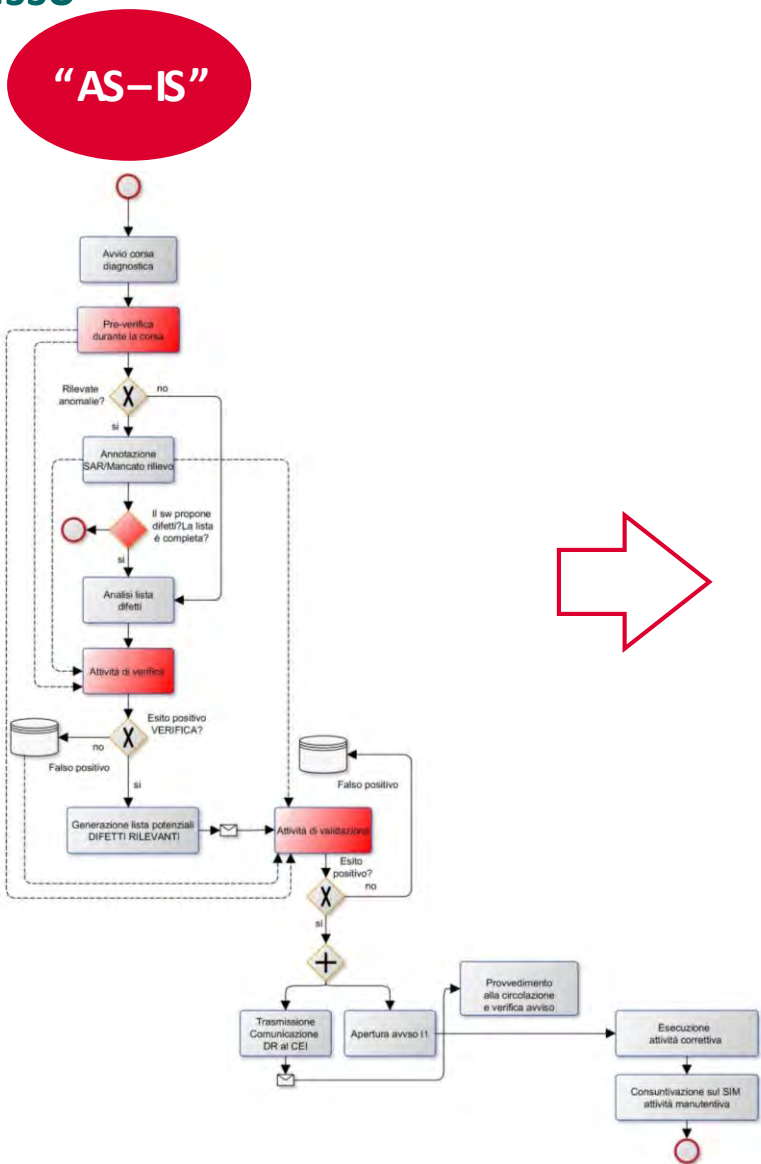 “AS–IS”
Avvio corsa
diagnostica
Pre-verifica
durante la corsa
Rilevate
anomalie?
no
si
Annotazione
SAR/Mancato rilievo
Il sw propone
difetti?La lista
è completa?
si
Analisi lista
difetti
Attività di verifica
Esito positivo
VERIFICA?
no
Falso positivo
si
Falso positivo
Generazione lista potenziali
DIFETTI RILEVANTI
Attività di validazione
Esito
positivo?
no
si
Provvedimento
alla circolazione
e verifica avviso
Trasmissione
Comunicazione
DR al CEI
Apertura avvso I1
Esecuzione
attività correttiva
Consuntivazione sul SIM
attività manutentiva